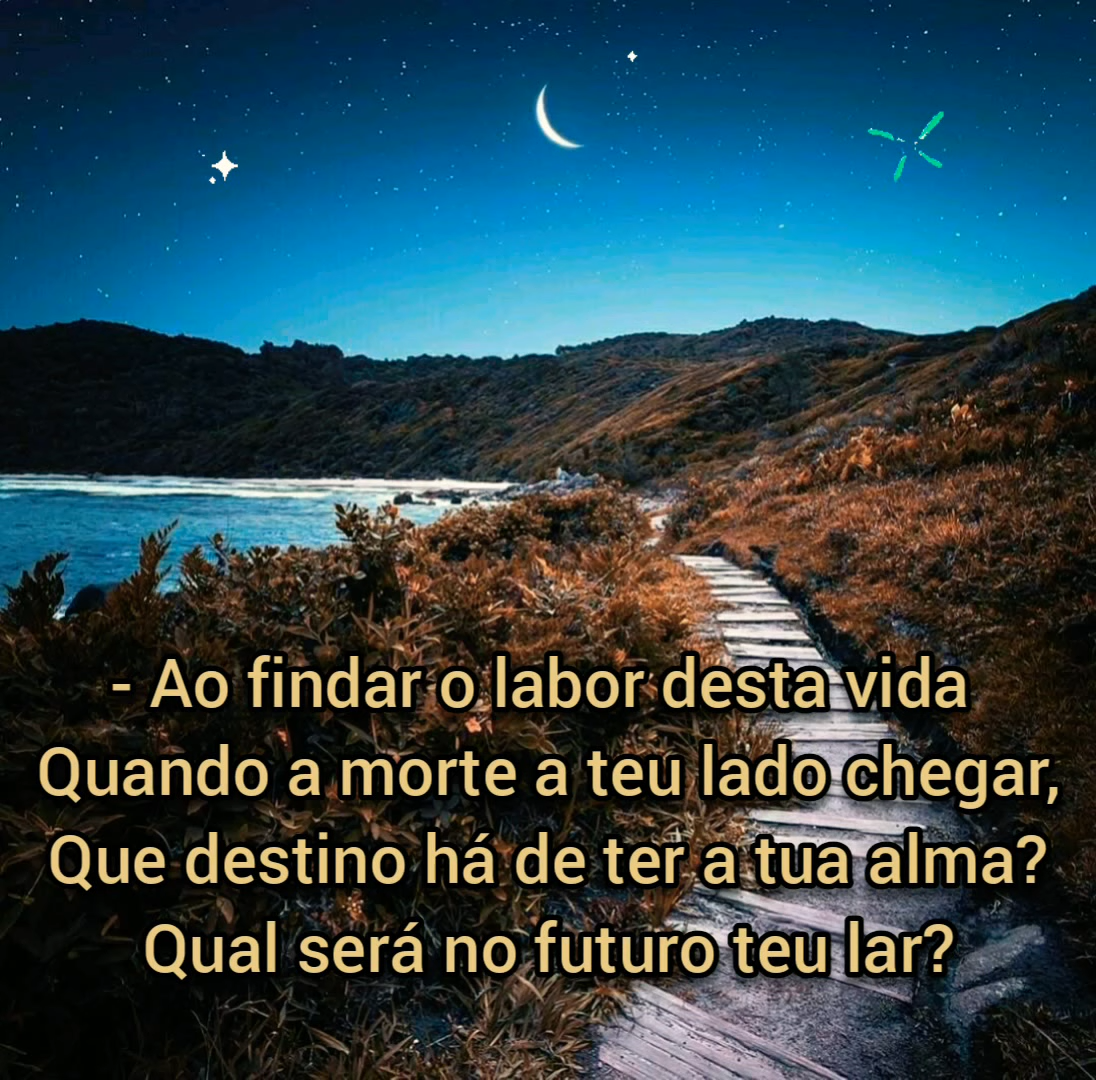 - Ao findar o labor desta vida
Quando a morte a teu lado chegar,
Que destino há de ter a tua alma?
Qual será no futuro teu lar?